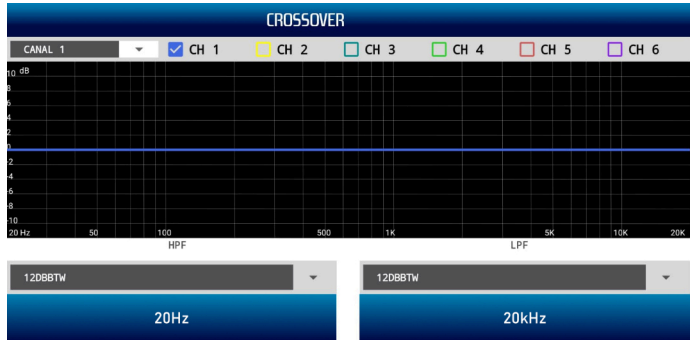 CROSSOVER
CANAL 1 CH 1 CH 2 CH 3 CH 4 CH 5 CH 6
10 dB
8
6
4
2
0
-2
-4
-6
-8
-10
20 Hz 50 100 500 1K 5K 10K 20K
HPF LPF
12DBBTW 12DBBTW
20Hz 20kHz